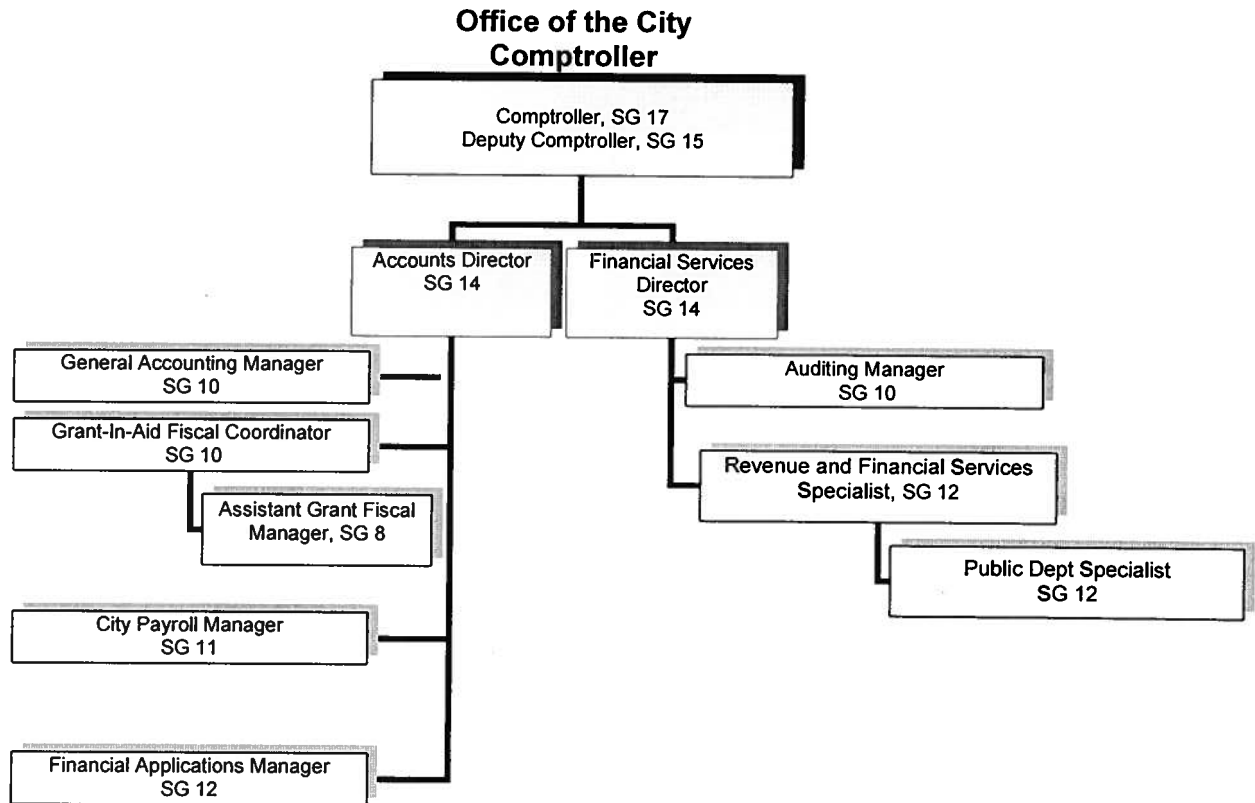 Office of the City
Comptroller
Comptroller, SG 17
Deputy Comptroller, SG 15
Accounts Director
SG 14
Financial Services
Director
SG 14
General Accounting Manager
SG 10
Grant-In-Aid Fiscal Coordinator
SG 10
Assistant Grant Fiscal
Manager, SG 8
City Payroll Manager
SG 11
Financial Applications Manager
SG 12
Auditing Manager
SG 10
Revenue and Financial Services
Specialist, SG 12
Public Dept Specialist
SG 12